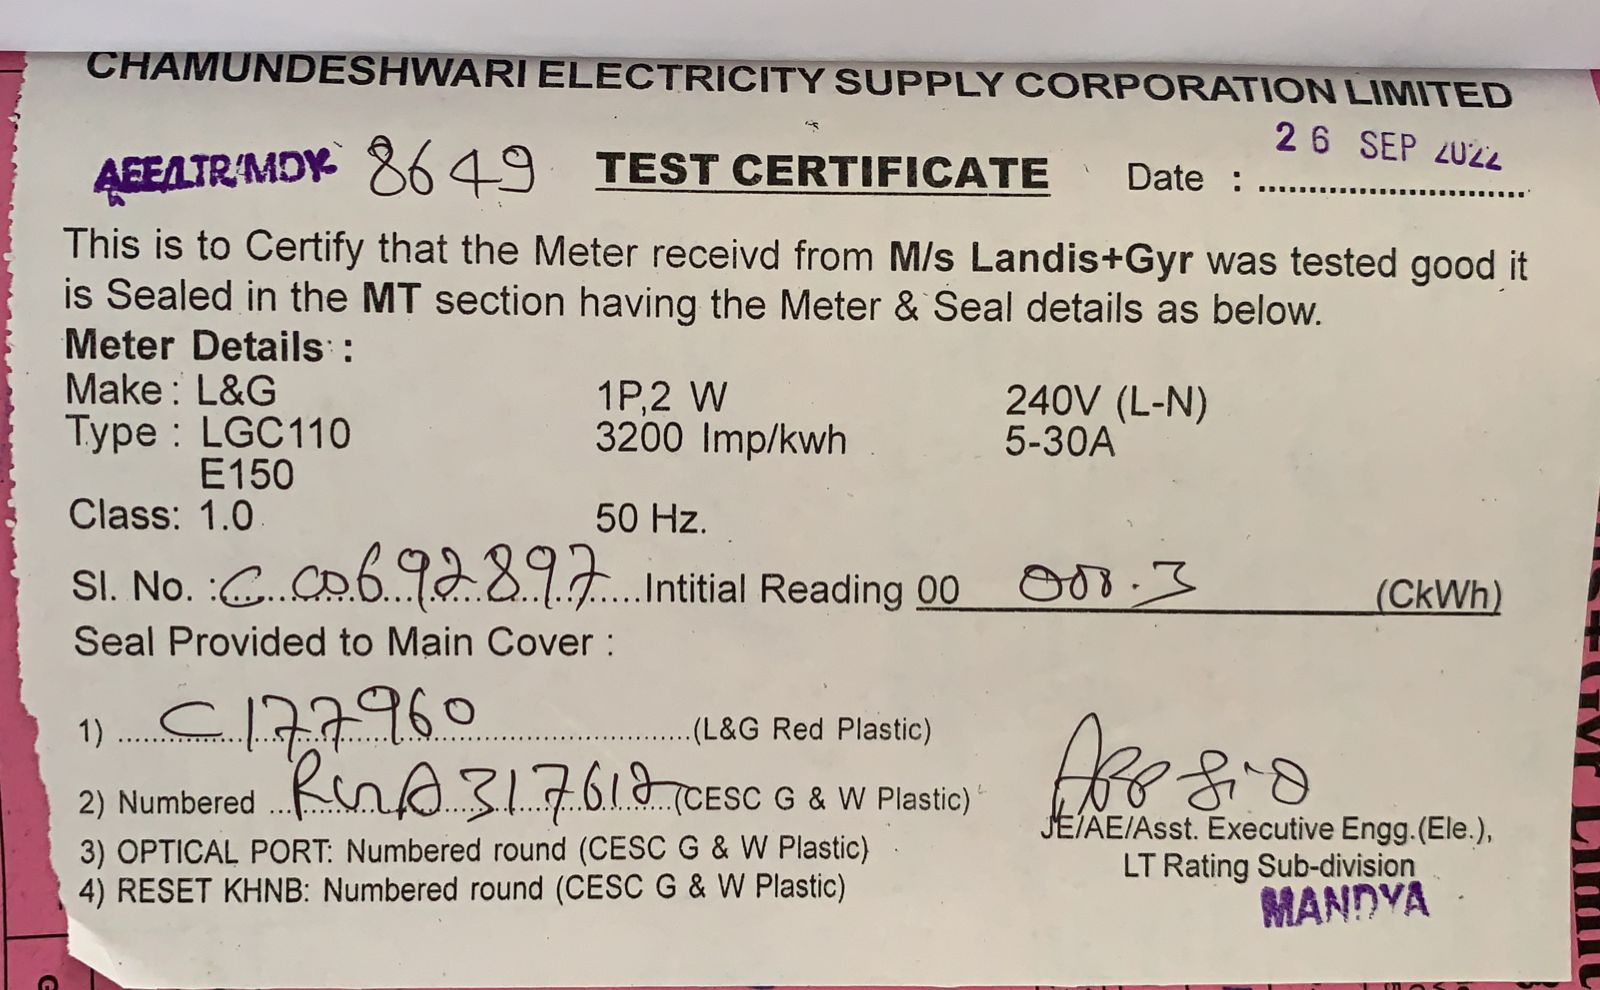 CHAMUNDESHWARI ELECTRICITY SUPPLY CORPORATION LIMITED
AEE/LTR/MDY 8649 TEST CERTIFICATE Date : 26 SEP 2022
This is to Certify that the Meter receivd from M/s Landis+Gyr was tested good it
is Sealed in the MT section having the Meter & Seal details as below.
Meter Details :
Make : L&G 1P,2 W 240V (L-N)
Type : LGC110 3200 Imp/kwh 5-30A
E150
Class: 1.0 50 Hz.
Sl. No. : C00692897 Intitial Reading 00 008.3 (CkWh)
Seal Provided to Main Cover :
1) C177960 (L&G Red Plastic)
2) Numbered 317612 (CESC G & W Plastic)
3) OPTICAL PORT: Numbered round (CESC G & W Plastic)
4) RESET KHNB: Numbered round (CESC G & W Plastic)
JE/AE/Asst. Executive Engg.(Ele.),
LT Rating Sub-division
MANDYA